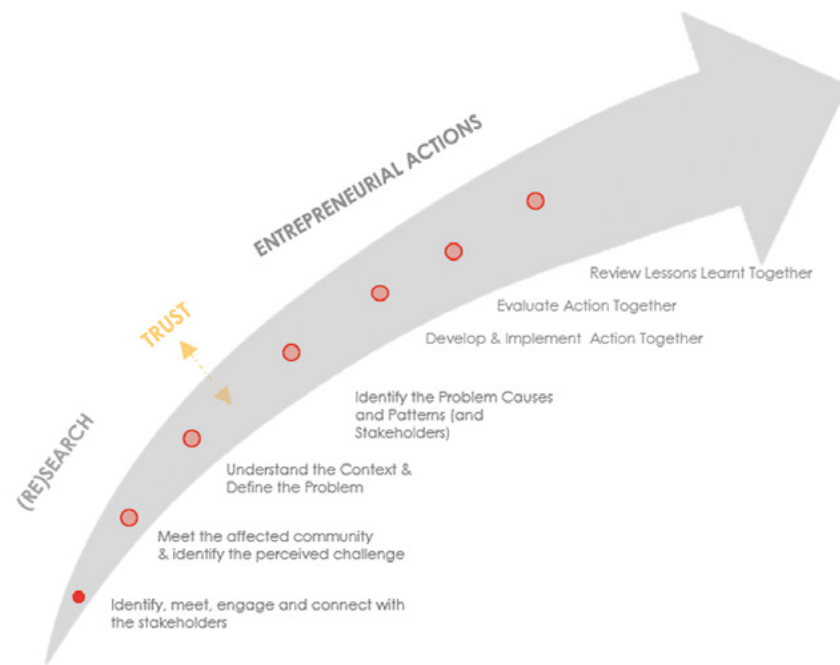 ENTREPRENEURIAL ACTIONS
TRUST
(RE)SEARCH
Review Lessons Learnt Together
Evaluate Action Together
Develop & Implement Action Together
Identify the Problem Causes
and Patterns (and
Stakeholders)
Understand the Context &
Define the Problem
Meet the affected community
& identify the perceived challenge
Identify, meet, engage and connect with
the stakeholders